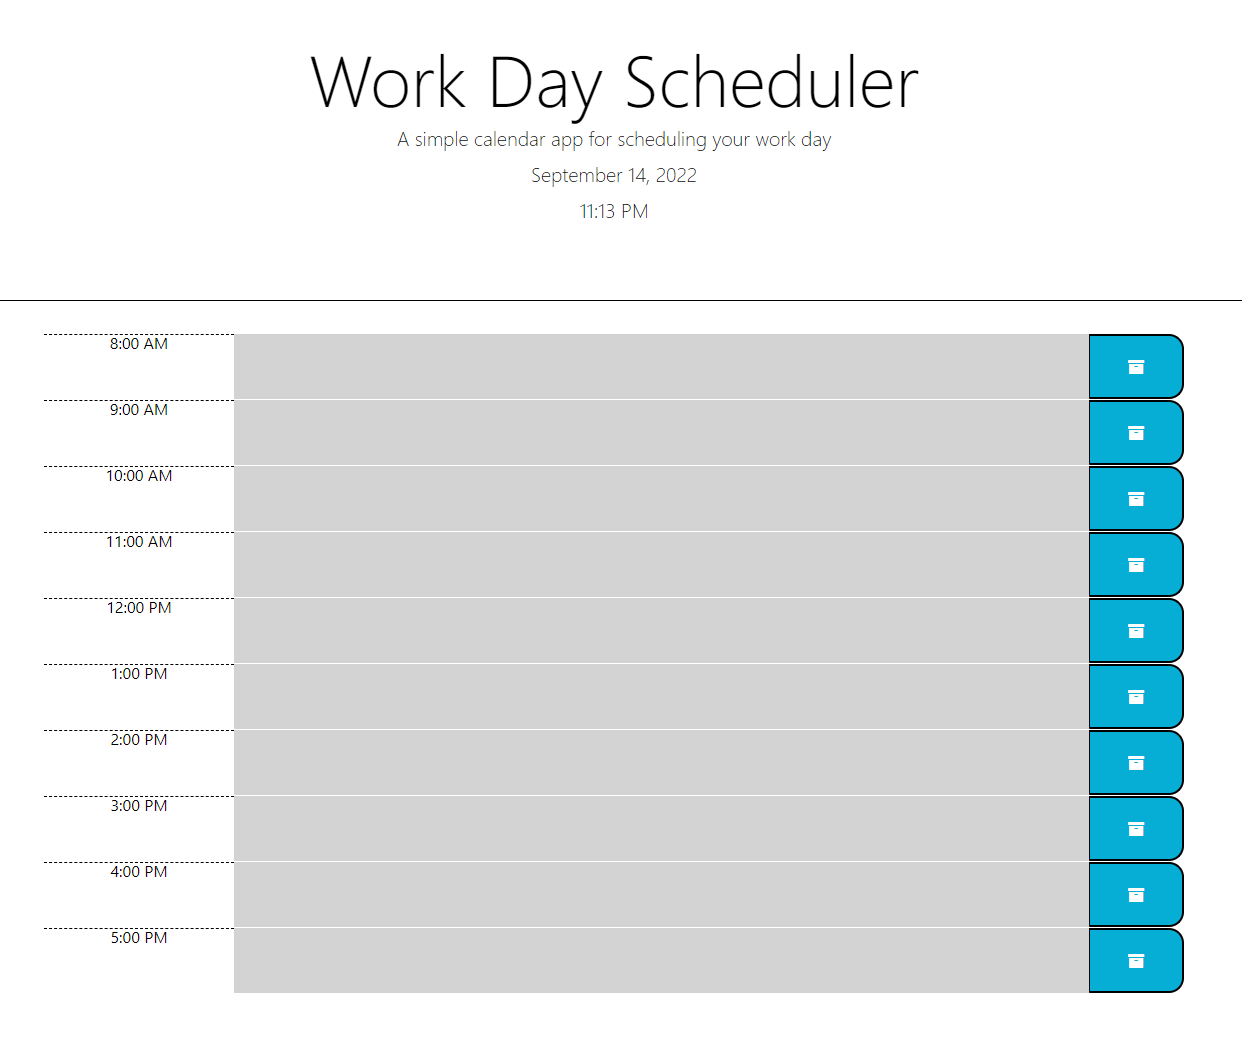 Work Day Scheduler
A simple calendar app for scheduling your work day
September 14, 2022
11:13 PM
8:00 AM
9:00 AM
10:00 AM
11:00 AM
12:00 PM
1:00 PM
2:00 PM
3:00 PM
4:00 PM
5:00 PM